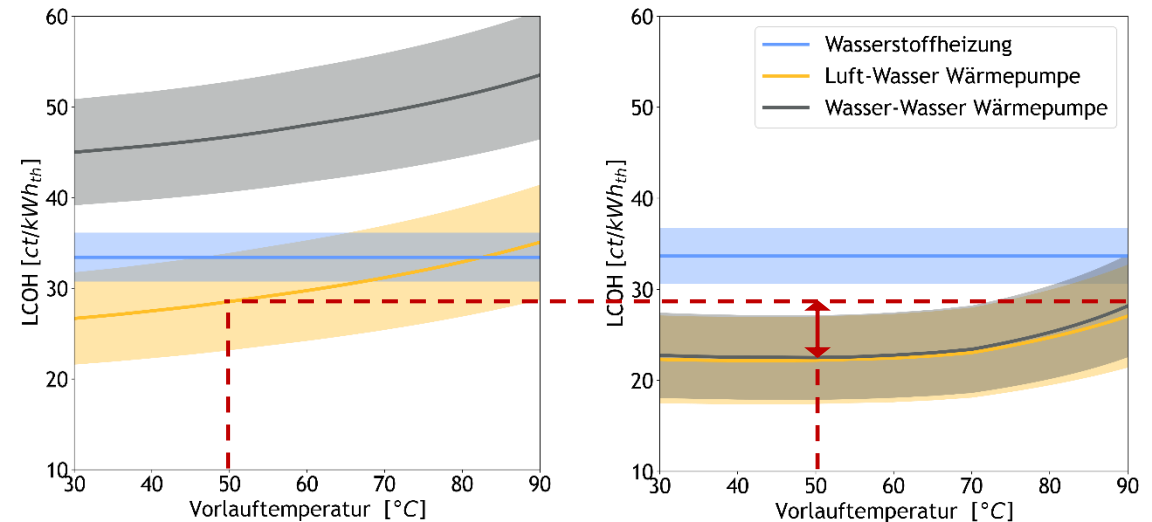 60
50
40
30
20
10
LCOH [ct/kWh_th]
30 40 50 60 70 80 90
Vorlauftemperatur [°C]
60
50
40
30
20
10
LCOH [ct/kWh_th]
30 40 50 60 70 80 90
Vorlauftemperatur [°C]
Wasserstoffheizung
Luft-Wasser Wärmepumpe
Wasser-Wasser Wärmepumpe